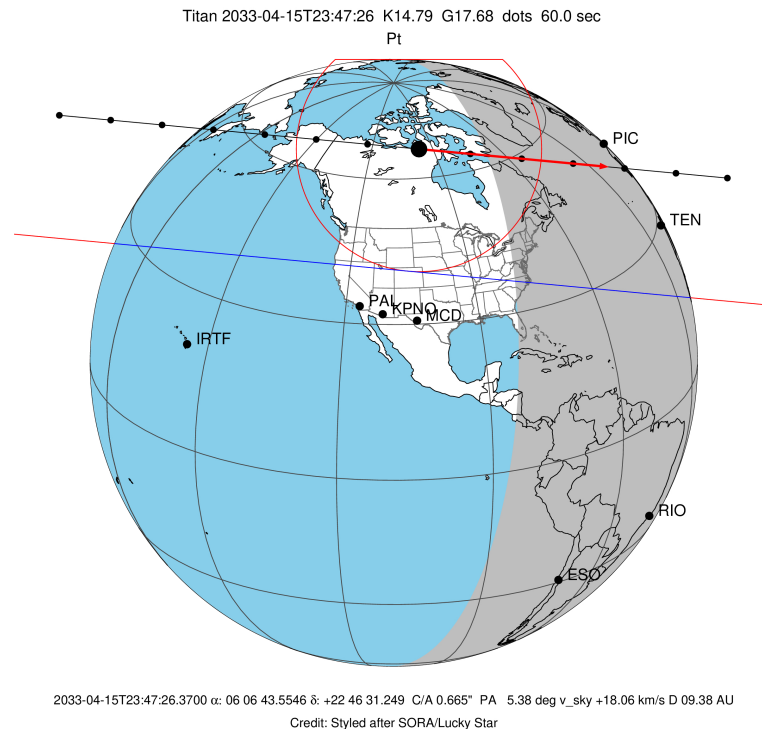 Titan 2033-04-15T23:47:26 K14.79 G17.68 dots 60.0 sec
Pt
PIC
TEN
PAL
KPNO
MCD
IRTF
RIO
ESO
2033-04-15T23:47:26.3700 α: 06 06 43.5546 δ: +22 46 31.249 C/A 0.665" PA 5.38 deg v_sky +18.06 km/s D 09.38 AU
Credit: Styled after SORA/Lucky Star